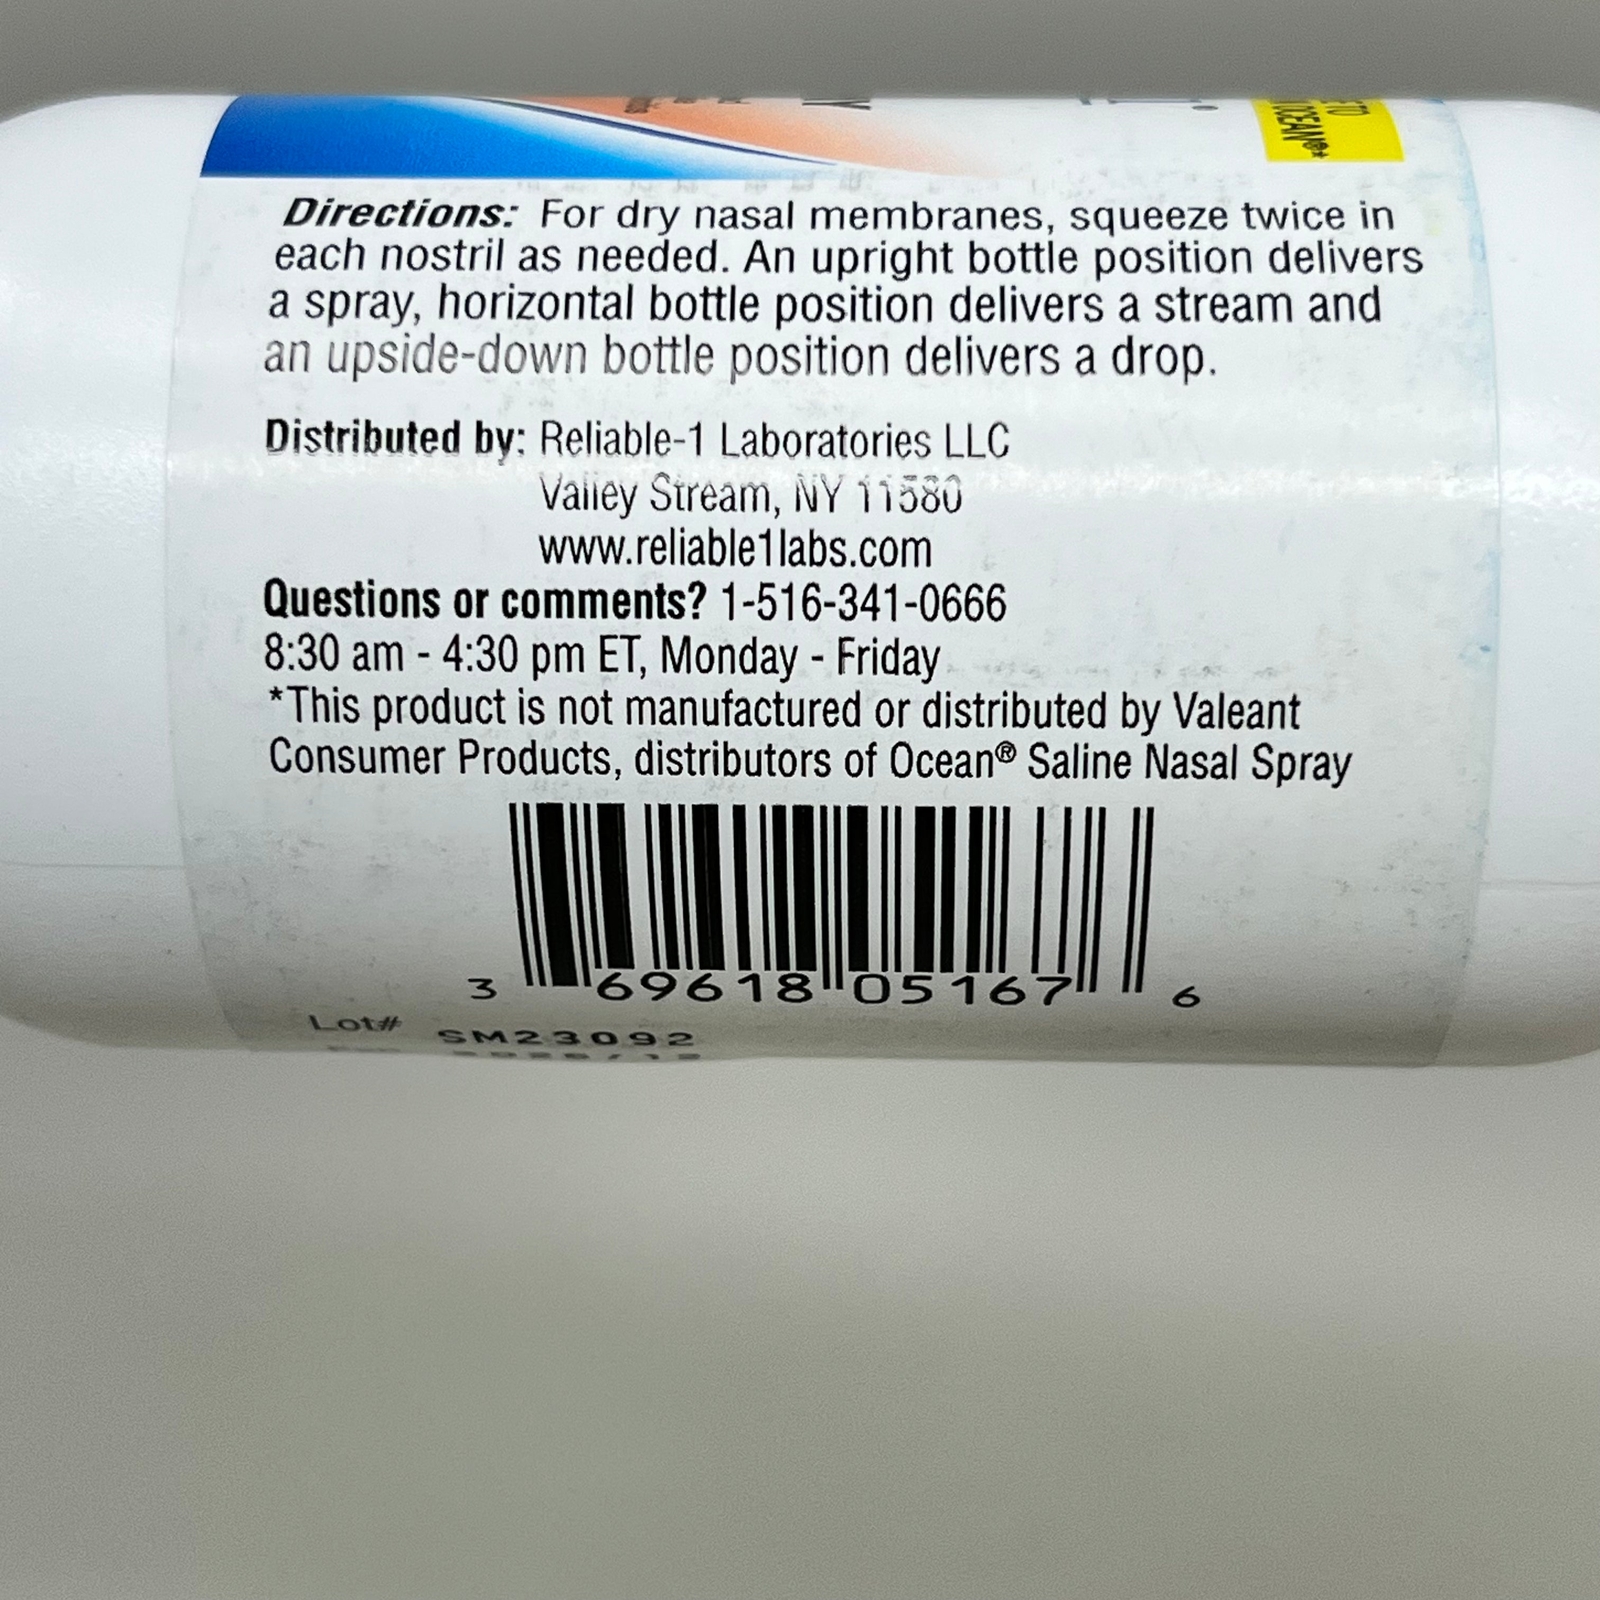 E TO
OCEAN®*
Directions: For dry nasal membranes, squeeze twice in
each nostril as needed. An upright bottle position delivers
a spray, horizontal bottle position delivers a stream and
an upside-down bottle position delivers a drop.
Distributed by: Reliable-1 Laboratories LLC
Valley Stream, NY 11580
www.reliable1labs.com
Questions or comments? 1-516-341-0666
8:30 am - 4:30 pm ET, Monday - Friday
*This product is not manufactured or distributed by Valeant
Consumer Products, distributors of Ocean® Saline Nasal Spray
3 69618 05167 6
Lot# SM23092